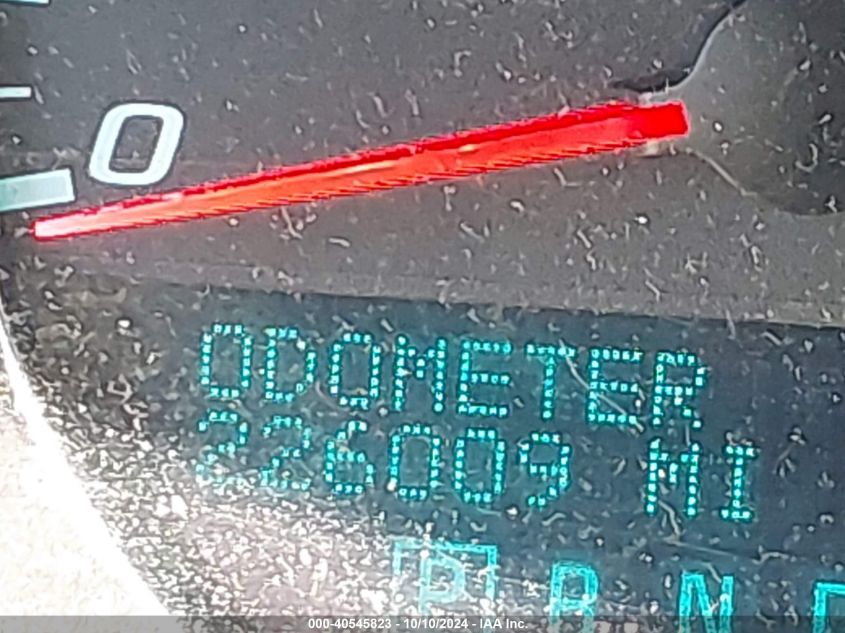 0
ODOMETER
226009 MI
P R N
000-40545823 - 10/10/2024 - IAA Inc.